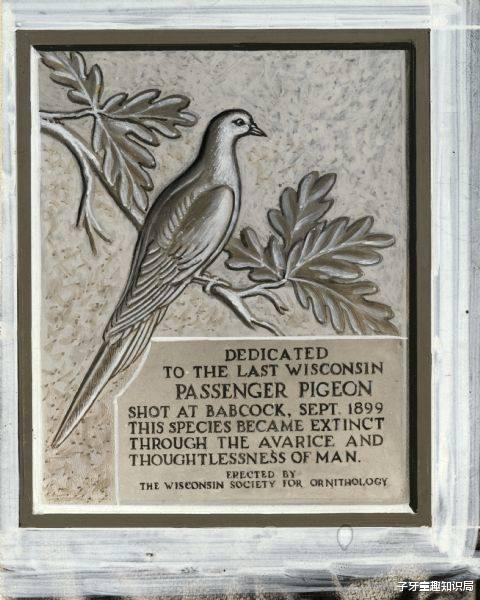 DEDICATED
TO THE LAST WISCONSIN
PASSENGER PIGEON
SHOT AT BABCOCK, SEPT. 1899
THIS SPECIES BECAME EXTINCT
THROUGH THE AVARICE AND
THOUGHTLESSNESS OF MAN.
ERECTED BY
THE WISCONSIN SOCIETY FOR ORNITHOLOGY
子牙童趣知识局